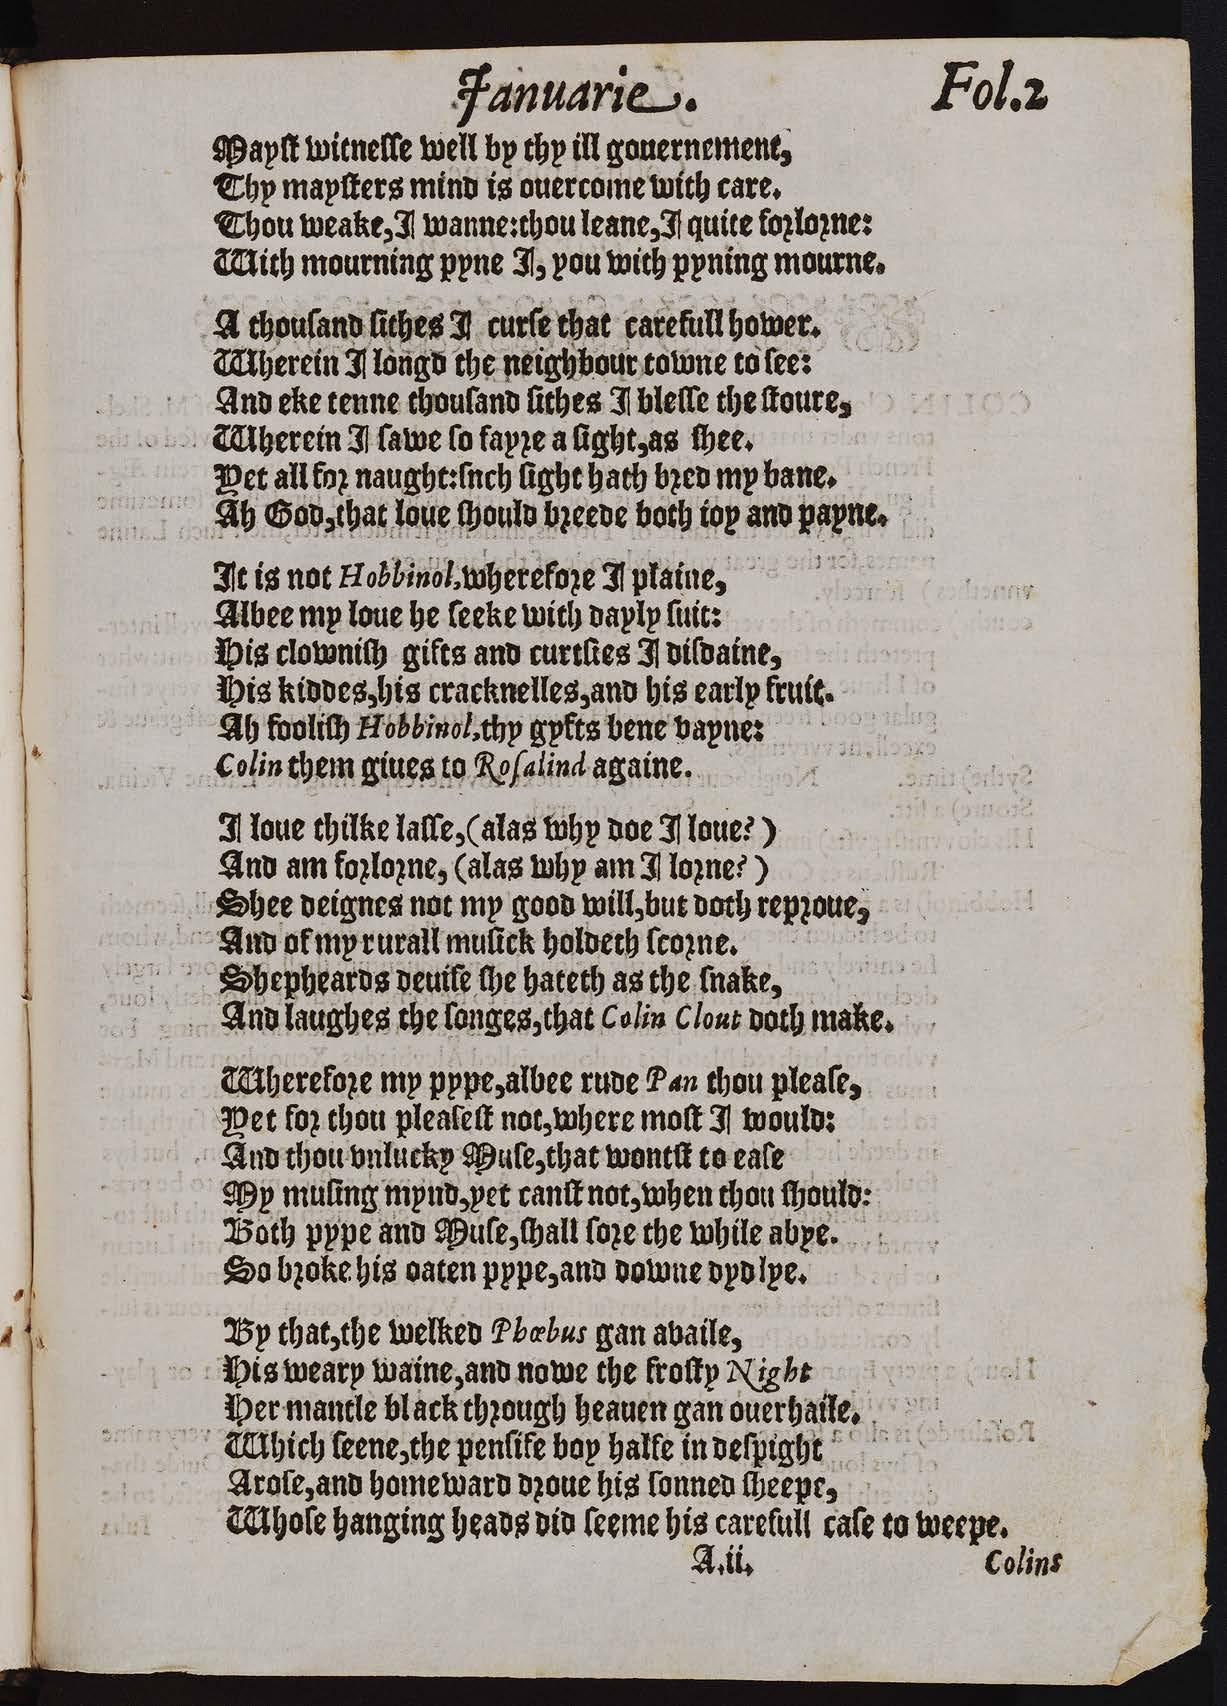 Ianuarie. Fol.2
Mayſt witneſſe well by thy ill gouernement,
Thy mayſters mind is ouercome with care.
Thou weake, I wanne: thou leane, I quite forlorne:
With mourning pyne I, you with pyning mourne.
A thouſand ſithes I curſe that carefull hower.
Wherein I longd the neighbour towne to ſee:
And eke tenne thouſand ſithes I bleſſe the ſtoure,
Wherein I ſawe ſo fayre a ſight, as ſhee.
Yet all for naught: ſnch ſight hath bred my bane.
Ah God, that loue ſhould breede both ioy and payne.
It is not Hobbinol, wherefore I plaine,
Albee my loue he ſeeke with dayly ſuit:
His clowniſh gifts and curtſies I diſdaine,
His kiddes, his cracknelles, and his early fruit.
Ah fooliſh Hobbinol, thy gyfts bene vayne:
Colin them giues to Roſalind againe.
I loue thilke laſſe, (alas why doe I loue?)
And am forlorne, (alas why am I lorne?)
Shee deignes not my good will, but doth reproue,
And of my rurall muſick holdeth ſcorne.
Shepheards deuiſe ſhe hateth as the ſnake,
And laughes the ſonges, that Colin Clout doth make.
Wherefore my pype, albee rude Pan thou pleaſe,
Yet for thou pleaſeſt not, where moſt I would:
And thou vnlucky Muſe, that wontſt to eaſe
My muſing mynd, yet canſt not, when thou ſhould:
Both pype and Muſe, ſhall ſore the while abye.
So broke his oaten pype, and downe dyd lye.
By that, the welked Phœbus gan availe,
His weary waine, and nowe the froſty Night
Her mantle black through heauen gan ouerhaile.
Which ſeene, the penſife boy halfe in deſpight
Aroſe, and homeward droue his ſonned ſheepe,
Whoſe hanging heads did ſeeme his carefull caſe to weepe.
A.ii. Colins